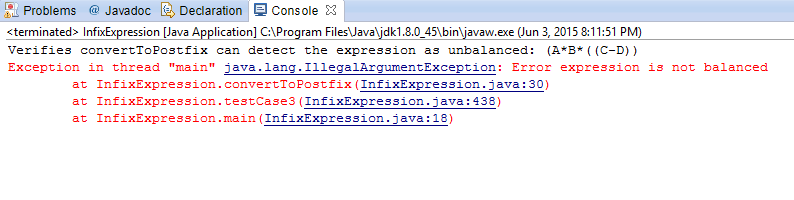 Problems @ Javadoc Declaration Console
<terminated> InfixExpression [Java Application] C:\Program Files\Java\jdk1.8.0_45\bin\javaw.exe (Jun 3, 2015 8:11:51 PM)
Verifies convertToPostfix can detect the expression as unbalanced: (A*B*((C-D))
Exception in thread "main" java.lang.IllegalArgumentException: Error expression is not balanced
at InfixExpression.convertToPostfix(InfixExpression.java:30)
at InfixExpression.testCase3(InfixExpression.java:438)
at InfixExpression.main(InfixExpression.java:18)